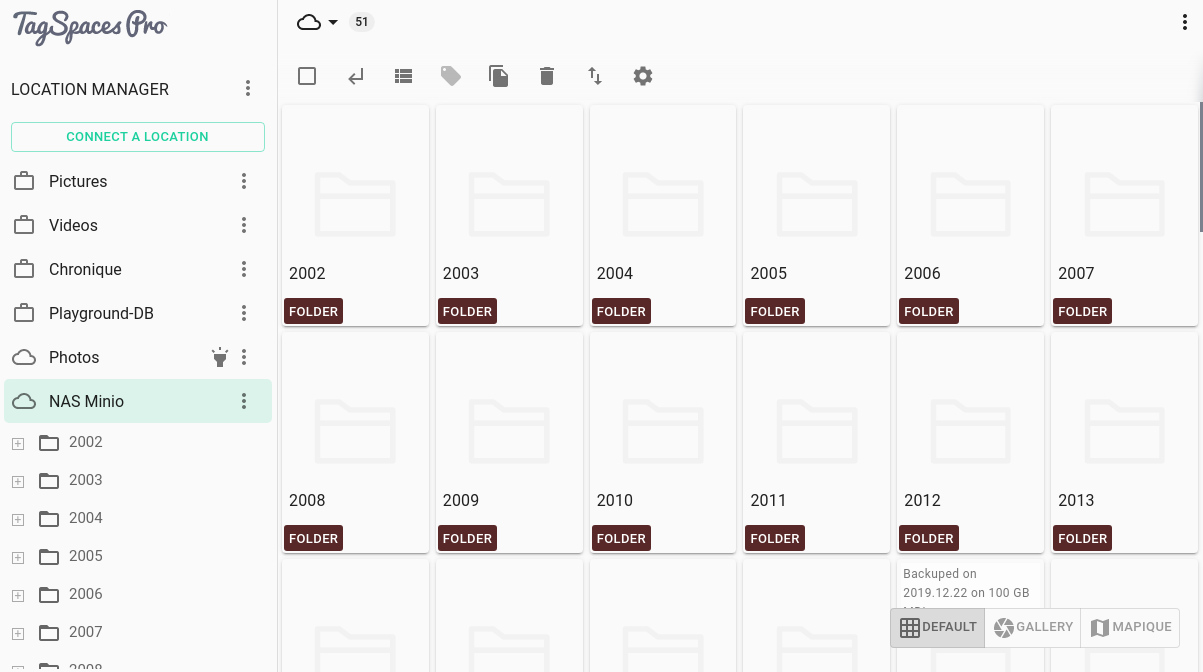 TagSpaces Pro
51
LOCATION MANAGER
CONNECT A LOCATION
Pictures
Videos
Chronique
Playground-DB
Photos
NAS Minio
2002
2003
2004
2005
2006
2007
2008
2002 2003 2004 2005 2006 2007
FOLDER FOLDER FOLDER FOLDER FOLDER FOLDER
2008 2009 2010 2011 2012 2013
FOLDER FOLDER FOLDER FOLDER FOLDER FOLDER
Backuped on
2019.12.22 on 100 GB
DEFAULT GALLERY MAPIQUE